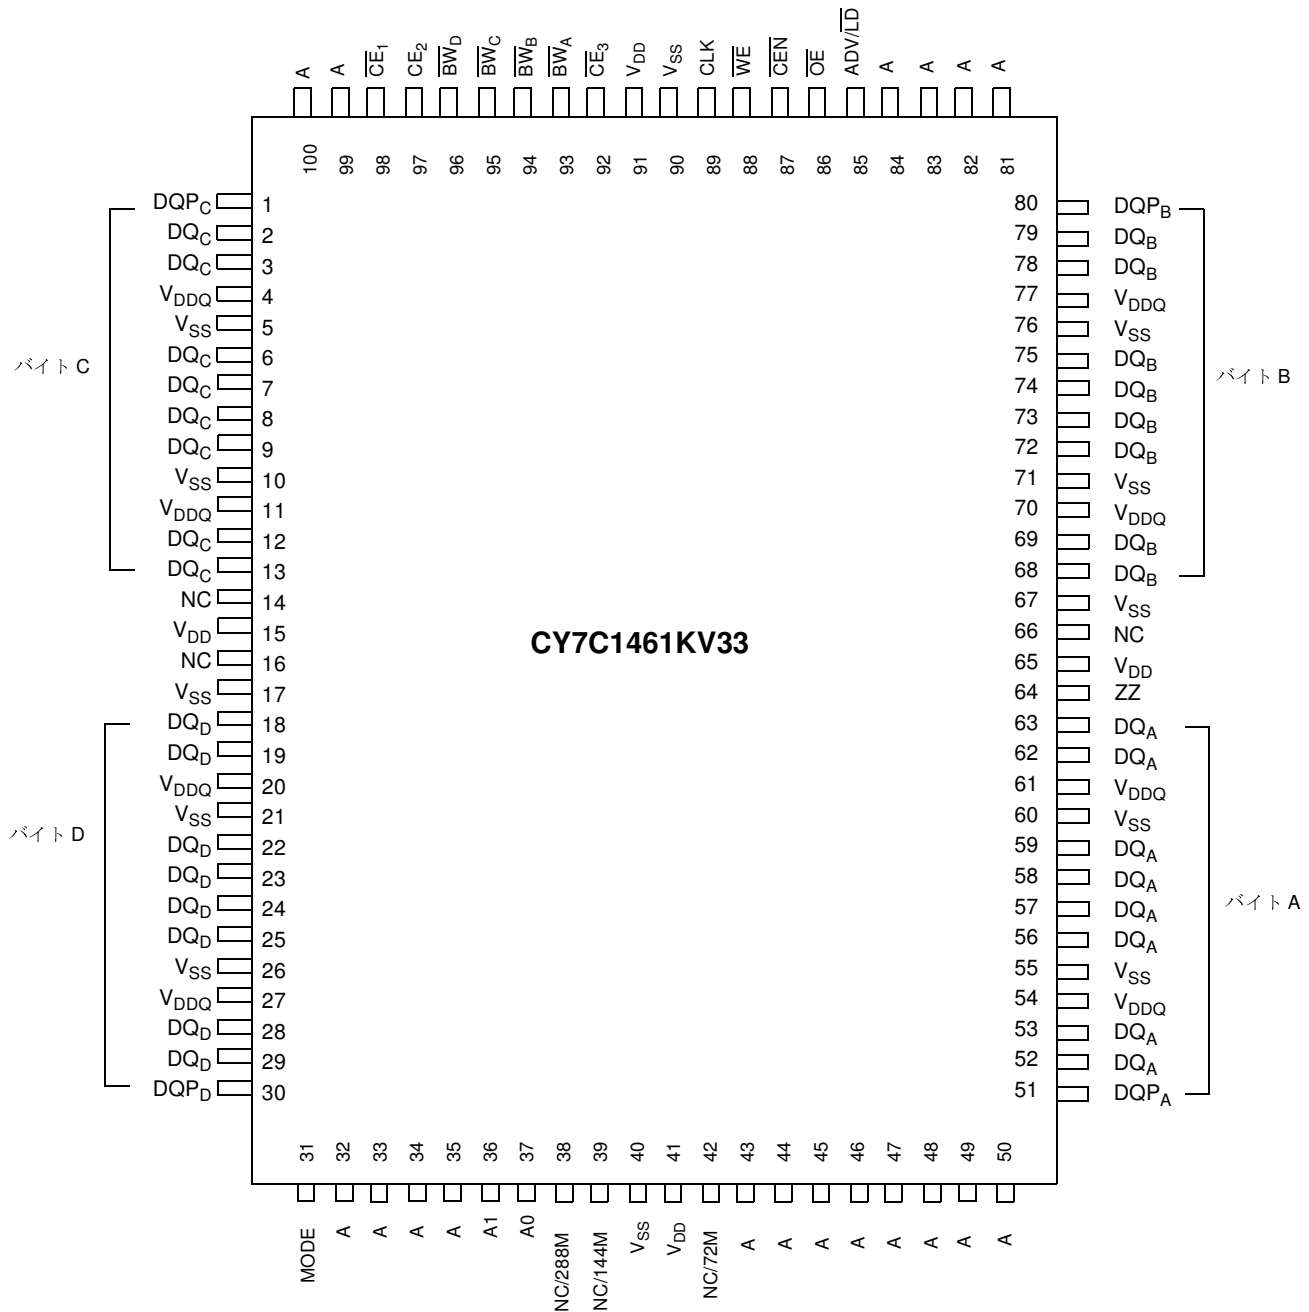 A
A
CE1
CE2
BWD
BWC
BWB
BWA
CE3
VDD
VSS
CLK
WE
CEN
OE
ADV/LD
A
A
A
A
100
99
98
97
96
95
94
93
92
91
90
89
88
87
86
85
84
83
82
81
バイト C
DQPC 1
DQC 2
DQC 3
VDDQ 4
VSS 5
DQC 6
DQC 7
DQC 8
DQC 9
VSS 10
VDDQ 11
DQC 12
DQC 13
NC 14
VDD 15
NC 16
VSS 17
バイト D
DQD 18
DQD 19
VDDQ 20
VSS 21
DQD 22
DQD 23
DQD 24
DQD 25
VSS 26
VDDQ 27
DQD 28
DQD 29
DQPD 30
CY7C1461KV33
80 DQPB
79 DQB
78 DQB
77 VDDQ
76 VSS
75 DQB
74 DQB
73 DQB
72 DQB
71 VSS
70 VDDQ
69 DQB
68 DQB
バイト B
67 VSS
66 NC
65 VDD
64 ZZ
63 DQA
62 DQA
61 VDDQ
60 VSS
59 DQA
58 DQA
57 DQA
56 DQA
55 VSS
54 VDDQ
53 DQA
52 DQA
51 DQPA
バイト A
31
32
33
34
35
36
37
38
39
40
41
42
43
44
45
46
47
48
49
50
MODE
A
A
A
A
A1
A0
NC/288M
NC/144M
VSS
VDD
NC/72M
A
A
A
A
A
A
A
A